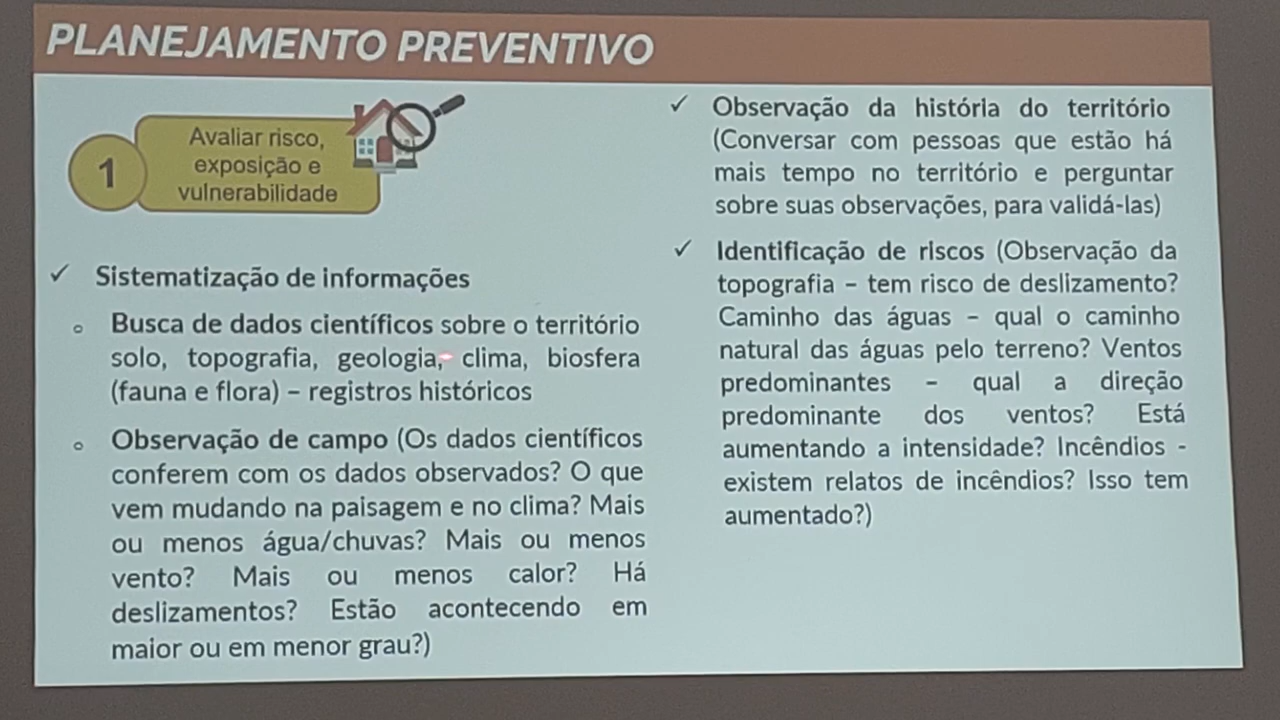 PLANEJAMENTO PREVENTIVO
1
Avaliar risco,
exposição e
vulnerabilidade
✓ Sistematização de informações
o Busca de dados científicos sobre o território
solo, topografia, geologia, clima, biosfera
(fauna e flora) – registros históricos
o Observação de campo (Os dados científicos
conferem com os dados observados? O que
vem mudando na paisagem e no clima? Mais
ou menos água/chuvas? Mais ou menos
vento? Mais ou menos calor? Há
deslizamentos? Estão acontecendo em
maior ou em menor grau?)
✓ Observação da história do território
(Conversar com pessoas que estão há
mais tempo no território e perguntar
sobre suas observações, para validá-las)
✓ Identificação de riscos (Observação da
topografia – tem risco de deslizamento?
Caminho das águas – qual o caminho
natural das águas pelo terreno? Ventos
predominantes – qual a direção
predominante dos ventos? Está
aumentando a intensidade? Incêndios -
existem relatos de incêndios? Isso tem
aumentado?)